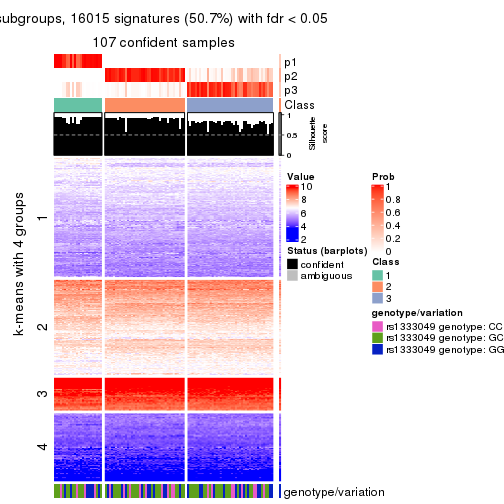 subgroups, 16015 signatures (50.7%) with fdr < 0.05
107 confident samples
p1
p2
p3
Class
1
0.5
0
Silhouette
score
k-means with 4 groups
1
2
3
4
genotype/variation
Value
10
8
6
4
2
Status (barplots)
confident
ambiguous
Prob
1
0.8
0.6
0.4
0.2
0
Class
1
2
3
genotype/variation
rs1333049 genotype: CC
rs1333049 genotype: GC
rs1333049 genotype: GG